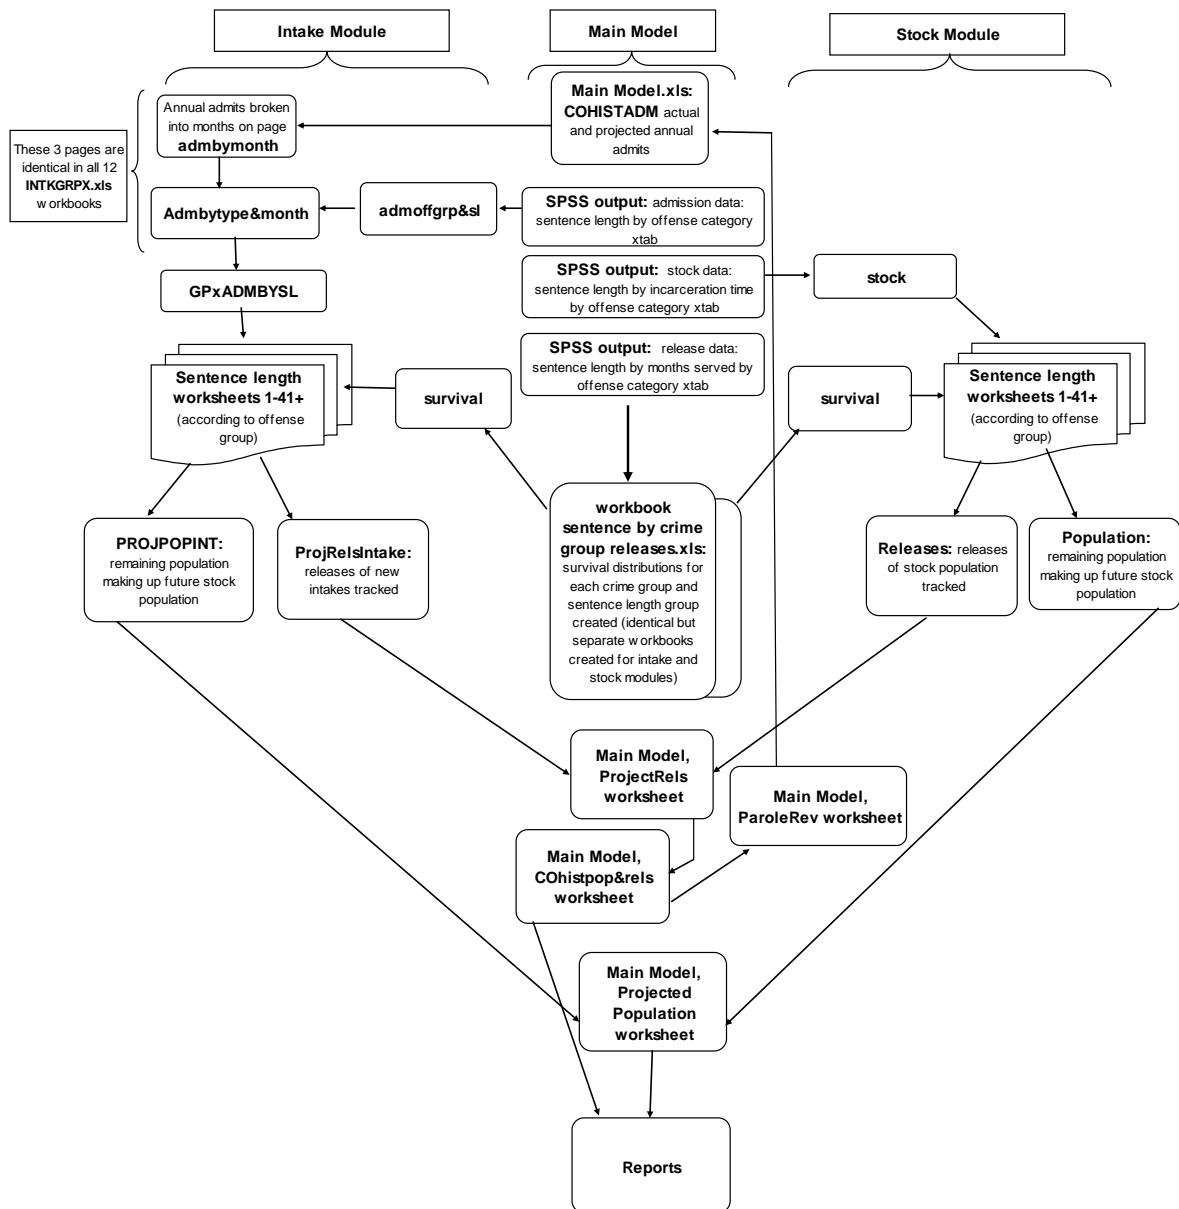 Intake Module
Main Model
Stock Module
Main Model.xls:
COHISTADM actual
and projected annual
admits
Annual admits broken
into months on page
admbymonth
These 3 pages are
identical in all 12
INTKGRPX.xls
workbooks
Admbytype&month
admoffgrp&sl
SPSS output: admission data:
sentence length by offense category
xtab
SPSS output: stock data:
sentence length by incarceration time
by offense category xtab
stock
GPxADMBYSL
SPSS output: release data:
sentence length by months served by
offense category xtab
Sentence length
worksheets 1-41+
(according to offense
group)
survival
survival
Sentence length
worksheets 1-41+
(according to offense
group)
workbook
sentence by crime
group releases.xls:
survival distributions for
each crime group and
sentence length group
created (identical but
separate workbooks
created for intake and
stock modules)
PROJPOPINT:
remaining population
making up future stock
population
ProjRelsIntake:
releases of new
intakes tracked
Releases: releases
of stock population
tracked
Population:
remaining population
making up future stock
population
Main Model,
ProjectRels
worksheet
Main Model,
ParoleRev worksheet
Main Model,
COhistpop&rels
worksheet
Main Model,
Projected
Population
worksheet
Reports